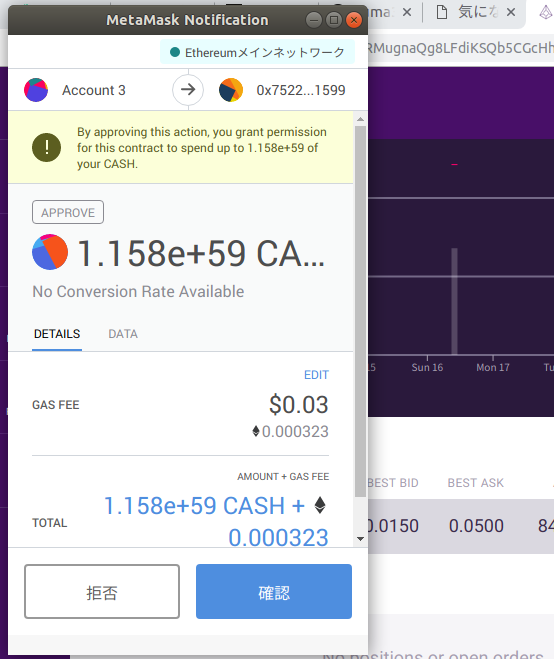 MetaMask Notification
Ethereumメインネットワーク
Account 3
0x7522...1599
By approving this action, you grant permission
for this contract to spend up to 1.158e+59 of
your CASH.
APPROVE
1.158e+59 CA...
No Conversion Rate Available
DETAILS
DATA
EDIT
GAS FEE
$0.03
0.000323
AMOUNT + GAS FEE
TOTAL
1.158e+59 CASH +
0.000323
拒否
確認
気にな
RMugnaQg8LFdiKSQb5CGcHh
Sun 16
Mon 17
BEST BID
BEST ASK
0.0150
0.0500
84
No positions or open orders